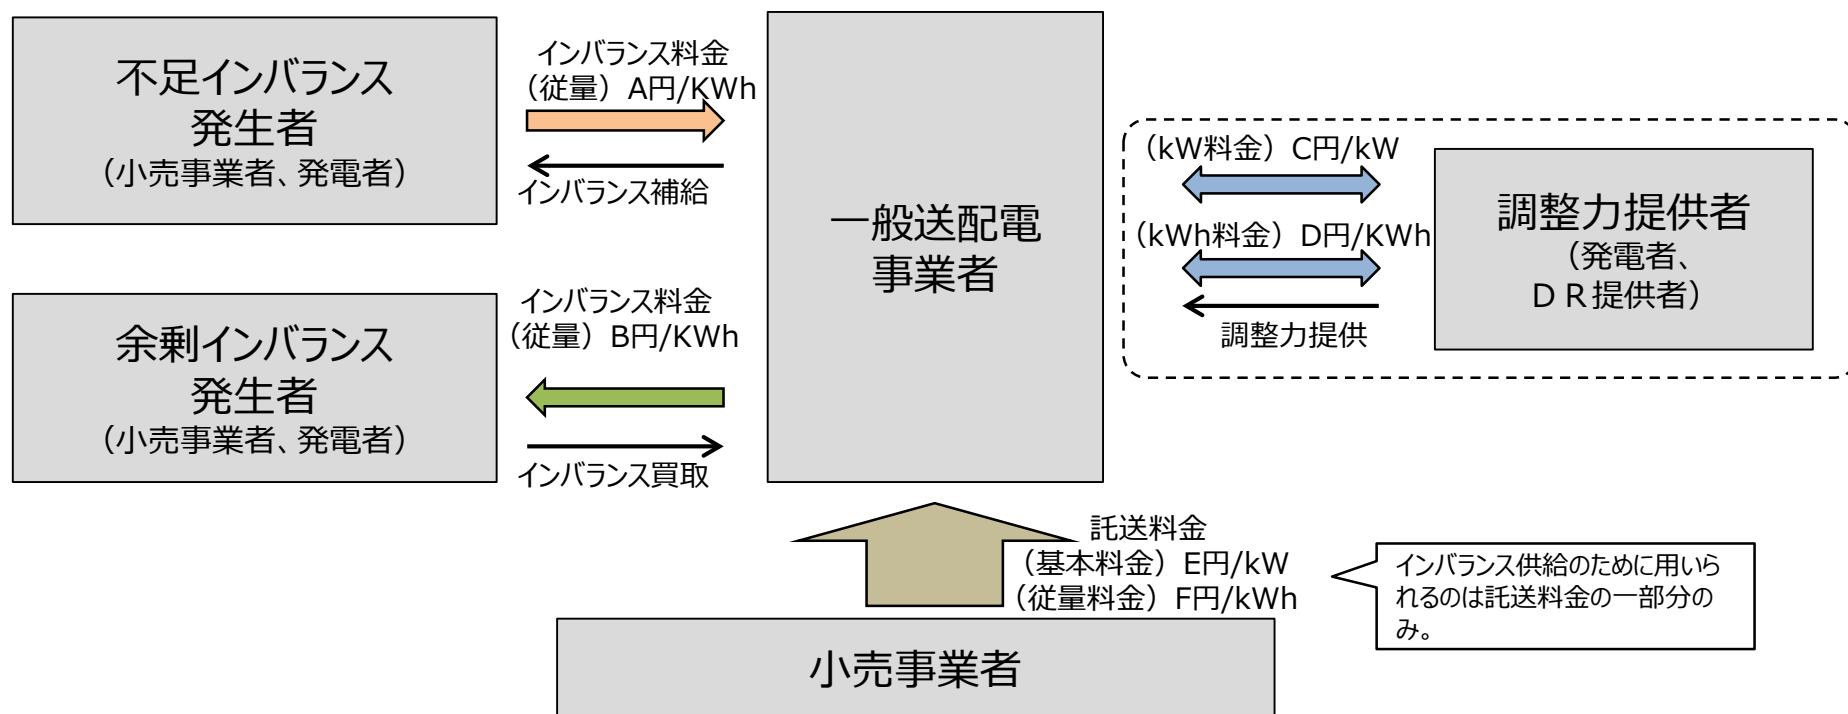 不足インバランス
発生者
（小売事業者、発電者）
インバランス料金
（従量）A円/KWh
インバランス補給
余剰インバランス
発生者
（小売事業者、発電者）
インバランス料金
（従量）B円/KWh
インバランス買取
一般送配電
事業者
（kW料金）C円/kW
（kWh料金）D円/KWh
調整力提供
調整力提供者
（発電者、
ＤＲ提供者）
託送料金
（基本料金）E円/kW
（従量料金）F円/kWh
インバランス供給のために用いら
れるのは託送料金の一部分の
み。
小売事業者